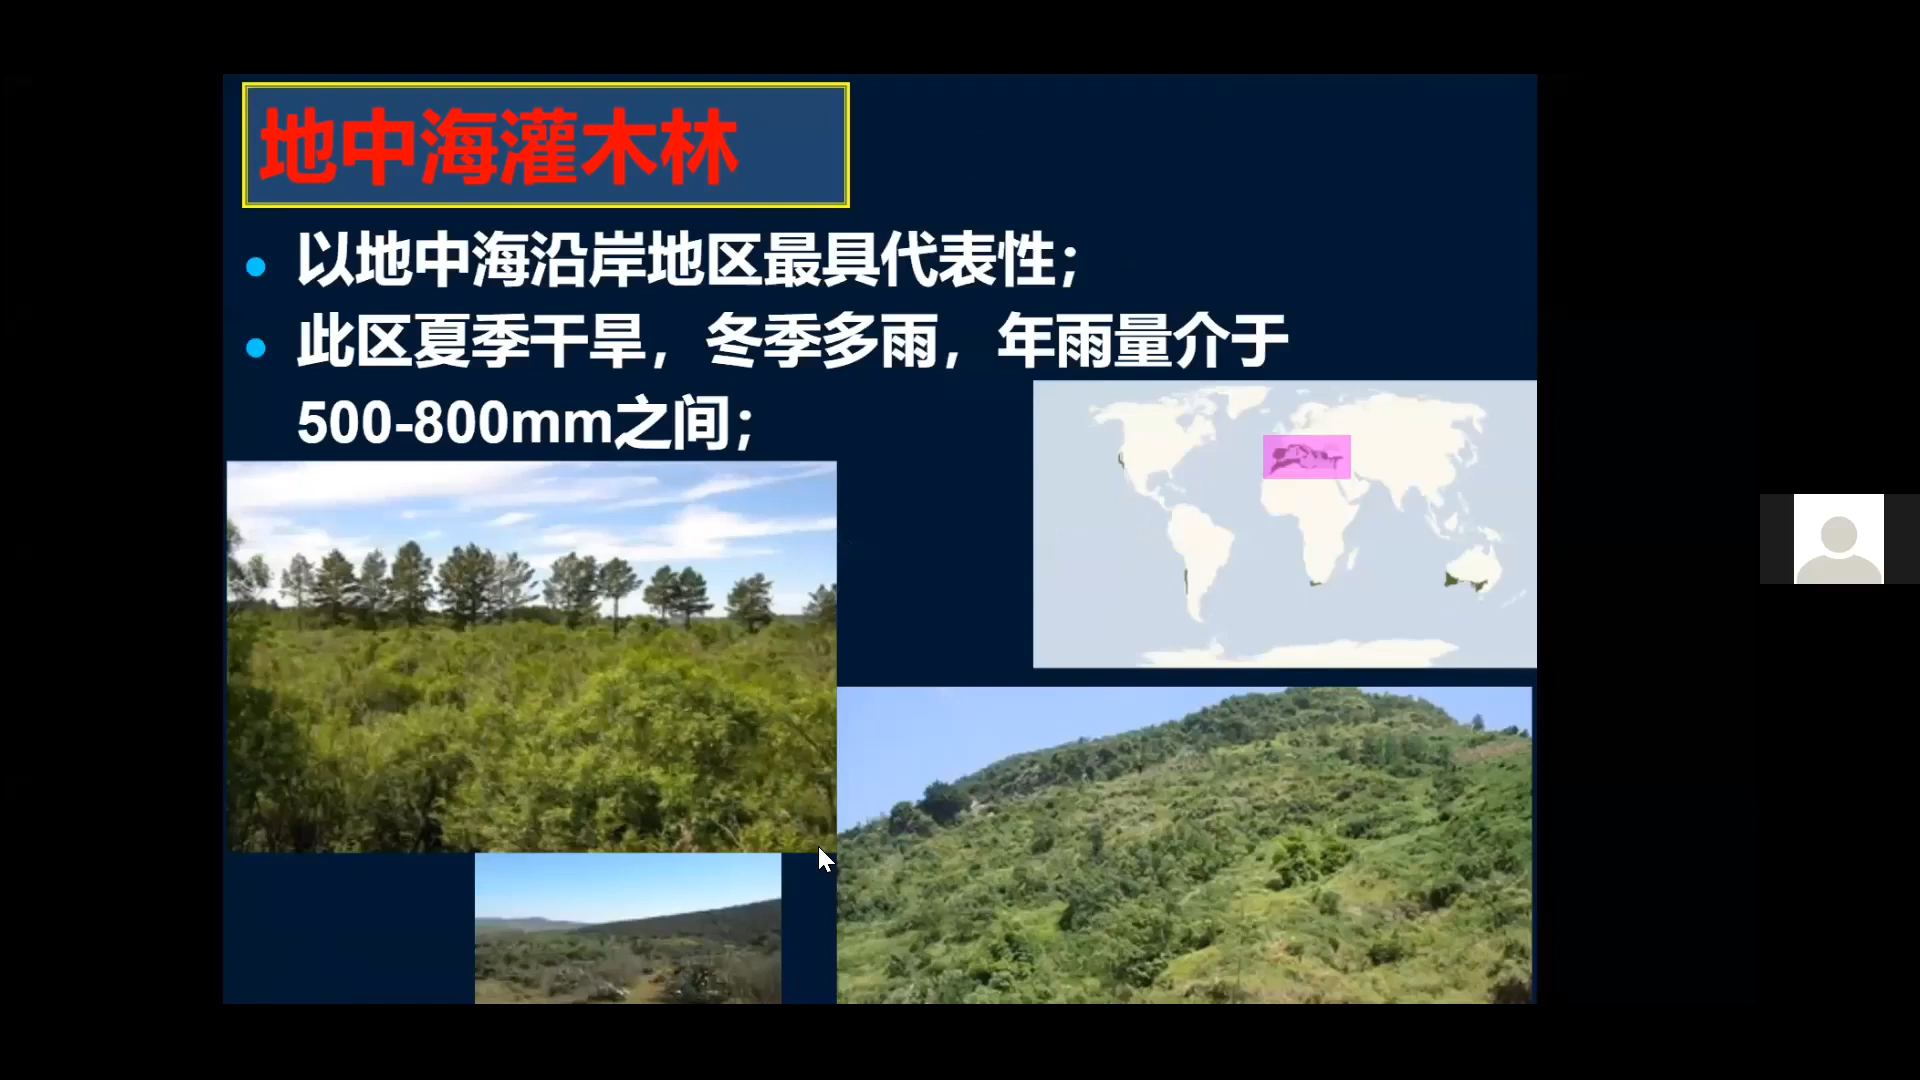 地中海灌木林
以地中海沿岸地区最具代表性；
此区夏季干旱，冬季多雨，年雨量介于
500-800mm之间；